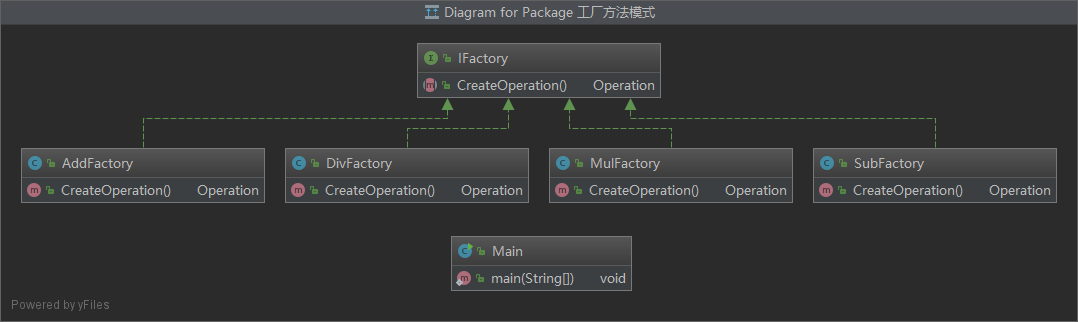 Diagram for Package 工厂方法模式
I IFactory
m CreateOperation() Operation
C AddFactory
m CreateOperation() Operation
C DivFactory
m CreateOperation() Operation
C MulFactory
m CreateOperation() Operation
C SubFactory
m CreateOperation() Operation
C Main
m main(String[]) void
Powered by yFiles